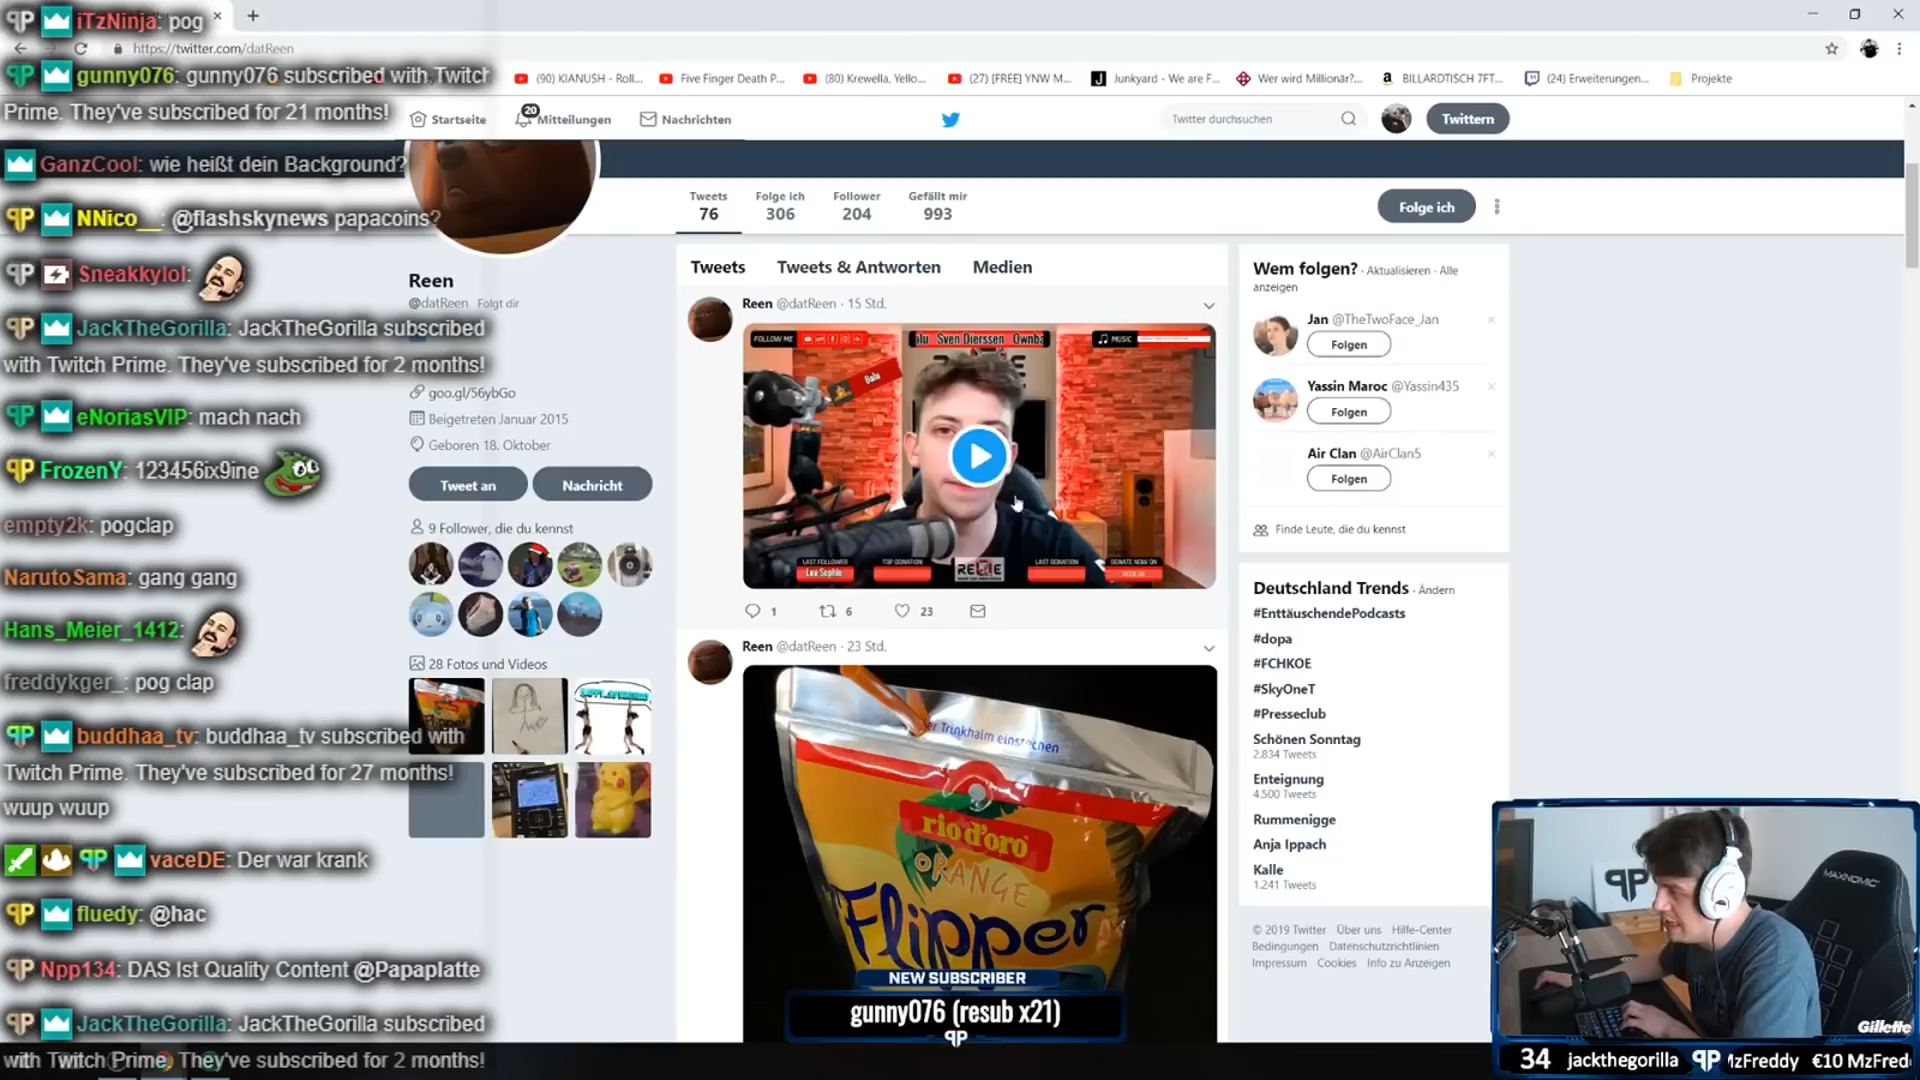 iTzNinja: pog
gunny076: gunny076 subscribed with Twitch
Prime. They've subscribed for 21 months!
GanzCool: wie heißt dein Background?
NNico__: @flashskynews papacoins?
Sneakkylol:
JackTheGorilla: JackTheGorilla subscribed
with Twitch Prime. They've subscribed for 2 months!
eNoriasVIP: mach nach
FrozenY: 123456ix9ine
empty2k: pogclap
NarutoSama: gang gang
Hans_Meier_1412:
freddykger_: pog clap
buddhaa_tv: buddhaa_tv subscribed with
Twitch Prime. They've subscribed for 27 months!
wuup wuup
vaceDE: Der war krank
fluedy: @hac
Npp134: DAS Ist Quality Content @Papaplatte
JackTheGorilla: JackTheGorilla subscribed
with Twitch Prime. They've subscribed for 2 months!
https://twitter.com/datReen
(90) KIANUSH - Roll...
Five Finger Death P...
(80) Krewella, Yello...
(27) [FREE] YNW M...
Junkyard - We are F...
Wer wird Millionär?...
BILLARDTISCH 7FT...
(24) Erweiterungen...
Projekte
Startseite
20
Mitteilungen
Nachrichten
Twitter durchsuchen
Twittern
Tweets
76
Folge ich
306
Follower
204
Gefällt mir
993
Folge ich
Reen
@datReen Folgt dir
goo.gl/56ybGo
Beigetreten Januar 2015
Geboren 18. Oktober
Tweet an
Nachricht
9 Follower, die du kennst
28 Fotos und Videos
Tweets
Tweets & Antworten
Medien
Reen @datReen · 15 Std.
FOLLOW ME
alu Sven Dierssen Ownba
MUSIC
Balu
LAST FOLLOWER
Lea Sophie
TOP DONATION
LAST DONATION
DONATE NOW ON
1
6
23
Reen @datReen · 23 Std.
er Trinkhalm einstechen
rio d'oro
ORANGE
Flipper
NEW SUBSCRIBER
gunny076 (resub x21)
Wem folgen? · Aktualisieren · Alle
anzeigen
Jan @TheTwoFace_Jan
Folgen
Yassin Maroc @Yassin435
Folgen
Air Clan @AirClan5
Folgen
Finde Leute, die du kennst
Deutschland Trends · Ändern
#EnttäuschendePodcasts
#dopa
#FCHKOE
#SkyOneT
#Presseclub
Schönen Sonntag
2.834 Tweets
Enteignung
4.500 Tweets
Rummenigge
Anja Ippach
Kalle
1.241 Tweets
© 2019 Twitter Über uns Hilfe-Center
Bedingungen Datenschutzrichtlinien
Impressum Cookies Info zu Anzeigen
MAXNOMIC
Gillette
34 jackthegorilla
MzFreddy €10 MzFred